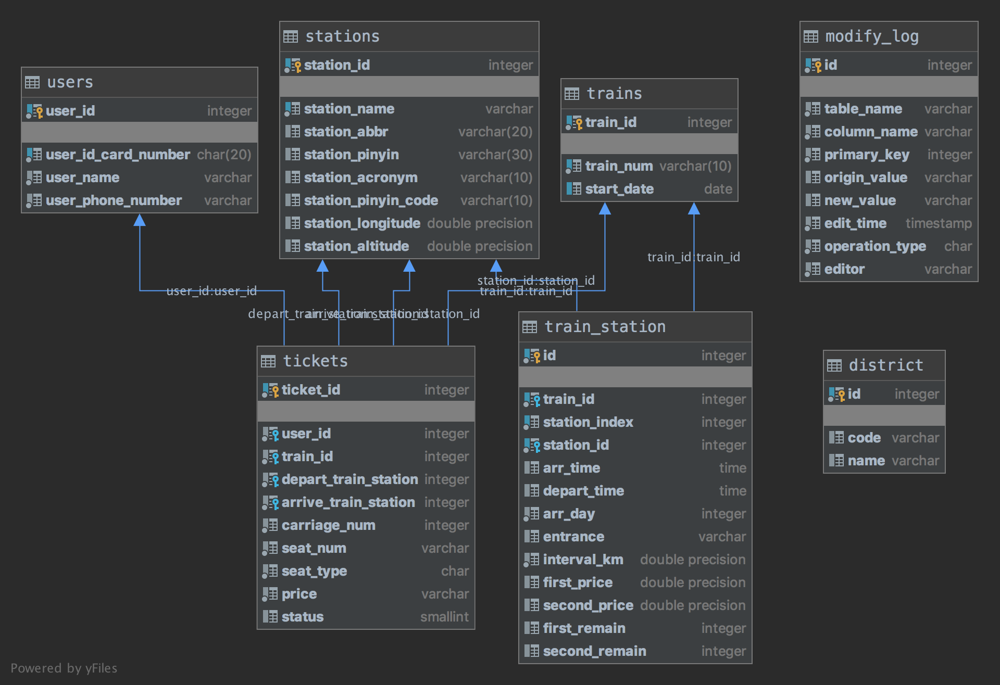 users
user_id integer
user_id_card_number char(20)
user_name varchar
user_phone_number varchar
stations
station_id integer
station_name varchar
station_abbr varchar(20)
station_pinyin varchar(30)
station_acronym varchar(10)
station_pinyin_code varchar(10)
station_longitude double precision
station_altitude double precision
trains
train_id integer
train_num varchar(10)
start_date date
modify_log
id integer
table_name varchar
column_name varchar
primary_key integer
origin_value varchar
new_value varchar
edit_time timestamp
operation_type char
editor varchar
train_id:train_id
station_id:station_id
user_id:user_id
train_id:train_id
tickets
ticket_id integer
user_id integer
train_id integer
depart_train_station integer
arrive_train_station integer
carriage_num integer
seat_num varchar
seat_type char
price varchar
status smallint
train_station
id integer
train_id integer
station_index integer
station_id integer
arr_time time
depart_time time
arr_day integer
entrance varchar
interval_km double precision
first_price double precision
second_price double precision
first_remain integer
second_remain integer
district
id integer
code varchar
name varchar
Powered by yFiles